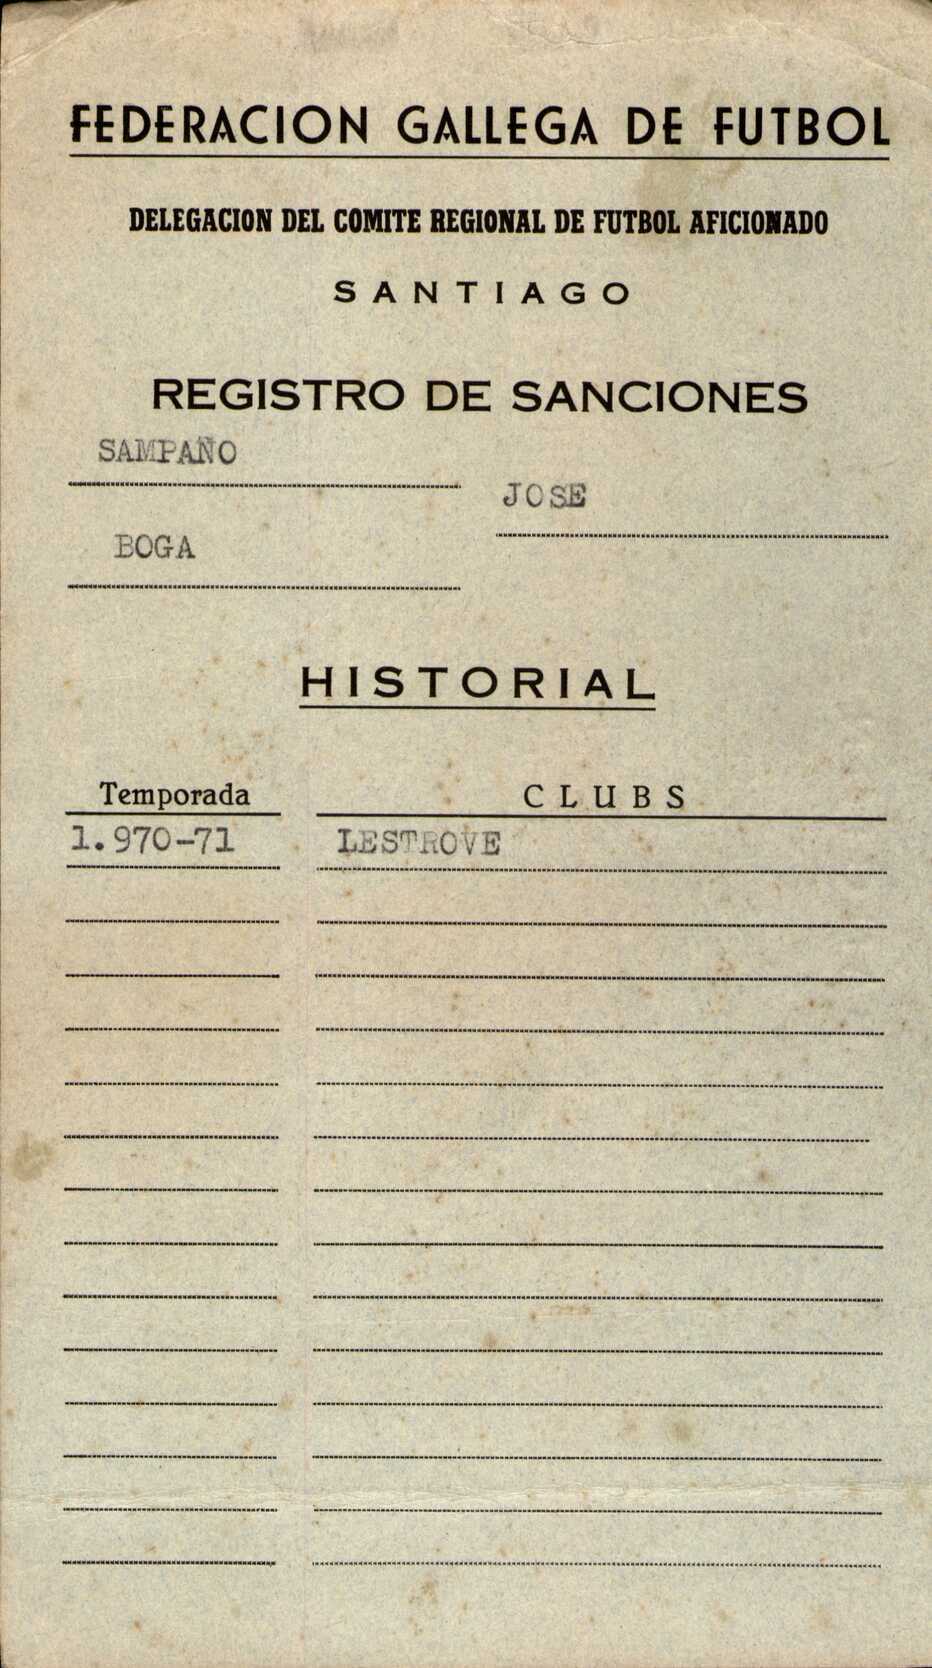 FEDERACION GALLEGA DE FUTBOL
DELEGACION DEL COMITE REGIONAL DE FUTBOL AFICIONADO
SANTIAGO
REGISTRO DE SANCIONES
SAMPAÑO
JOSE
BOGA
HISTORIAL
Temporada CLUBS
1.970-71 LESTROVE